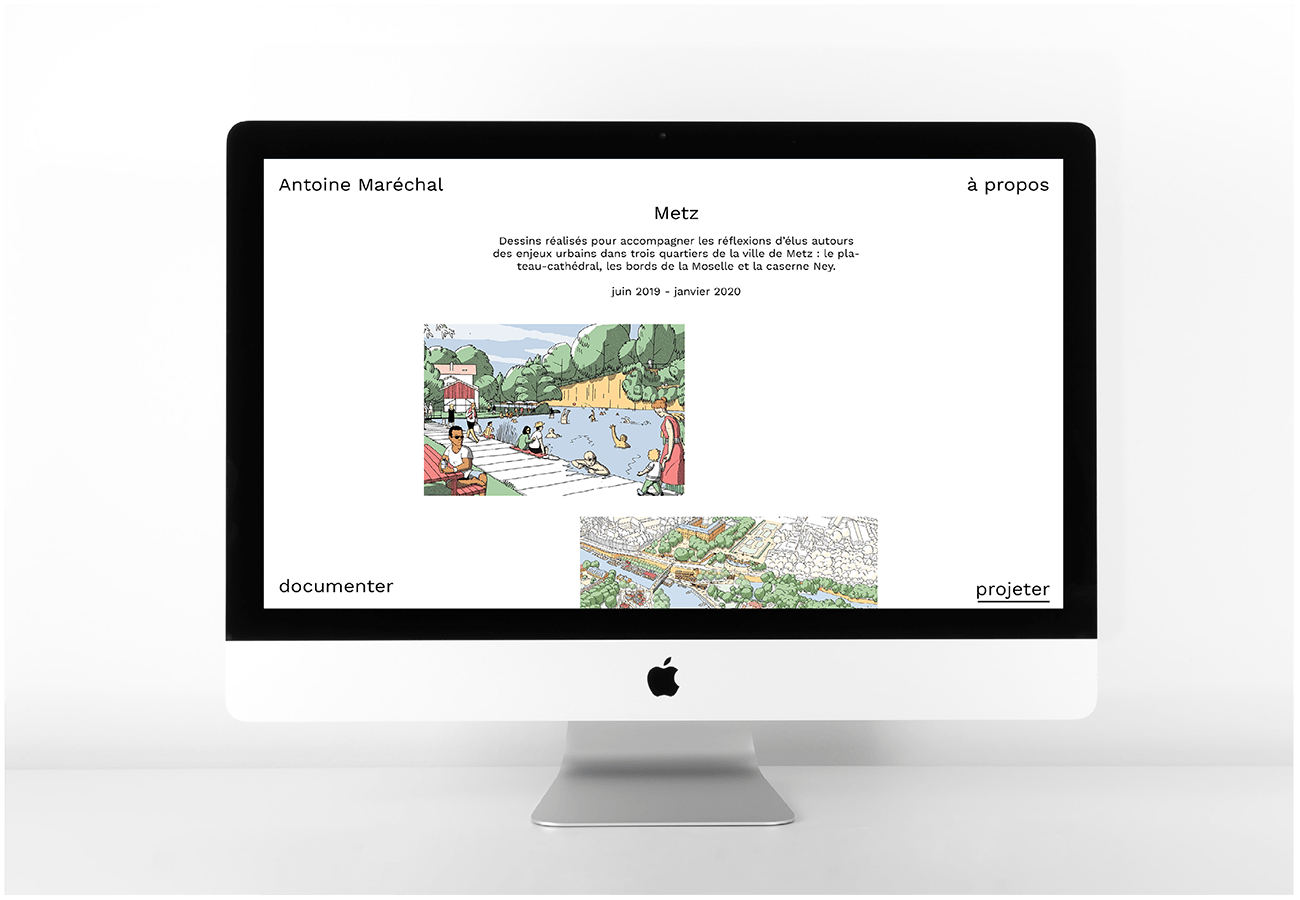 Antoine Maréchal
à propos
Metz
Dessins réalisés pour accompagner les réflexions d'élus autours
des enjeux urbains dans trois quartiers de la ville de Metz : le pla-
teau-cathédral, les bords de la Moselle et la caserne Ney.
juin 2019 - janvier 2020
documenter
projeter